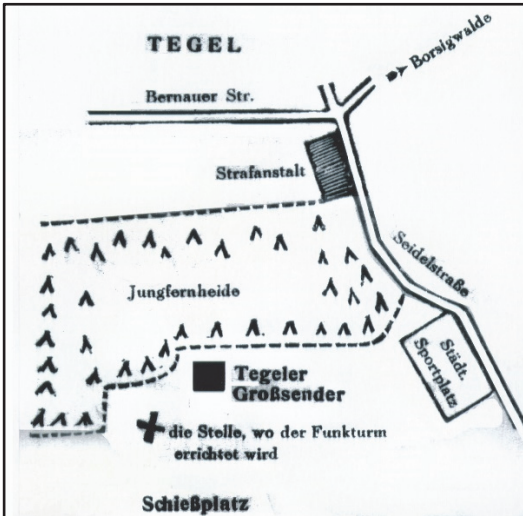 TEGEL
Borsigwalde
Bernauer Str.
Strafanstalt
Seidelstraße
Jungfernheide
Städt.
Sportplatz
Tegeler
Großsender
die Stelle, wo der Funkturm
errichtet wird
Schießplatz